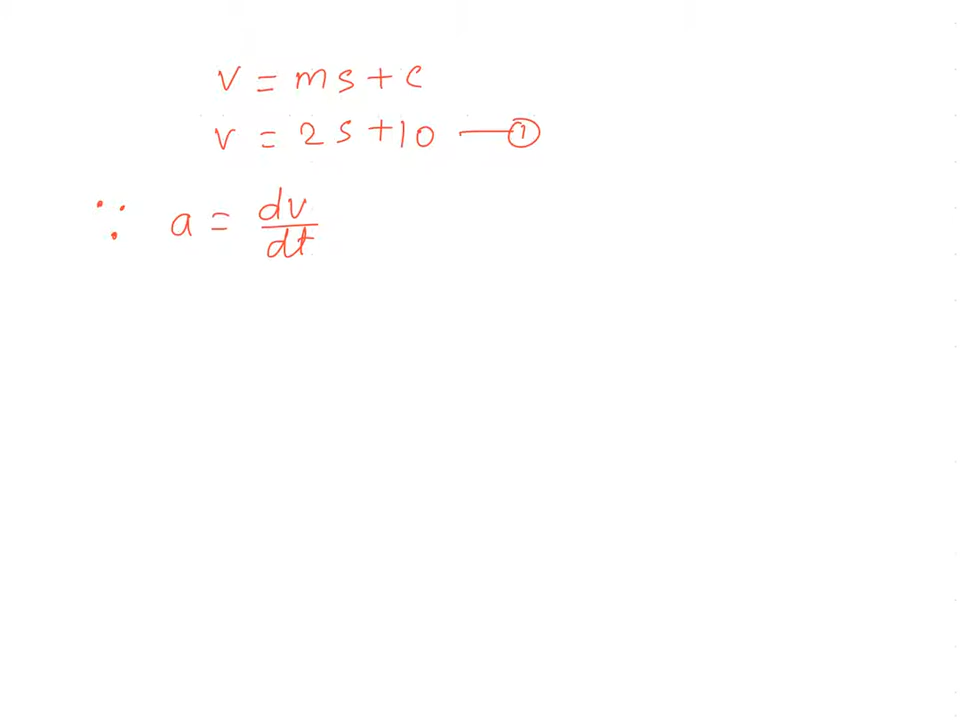 v = ms + c
v = 2s + 10 —— ①
∵ a = dv/dt